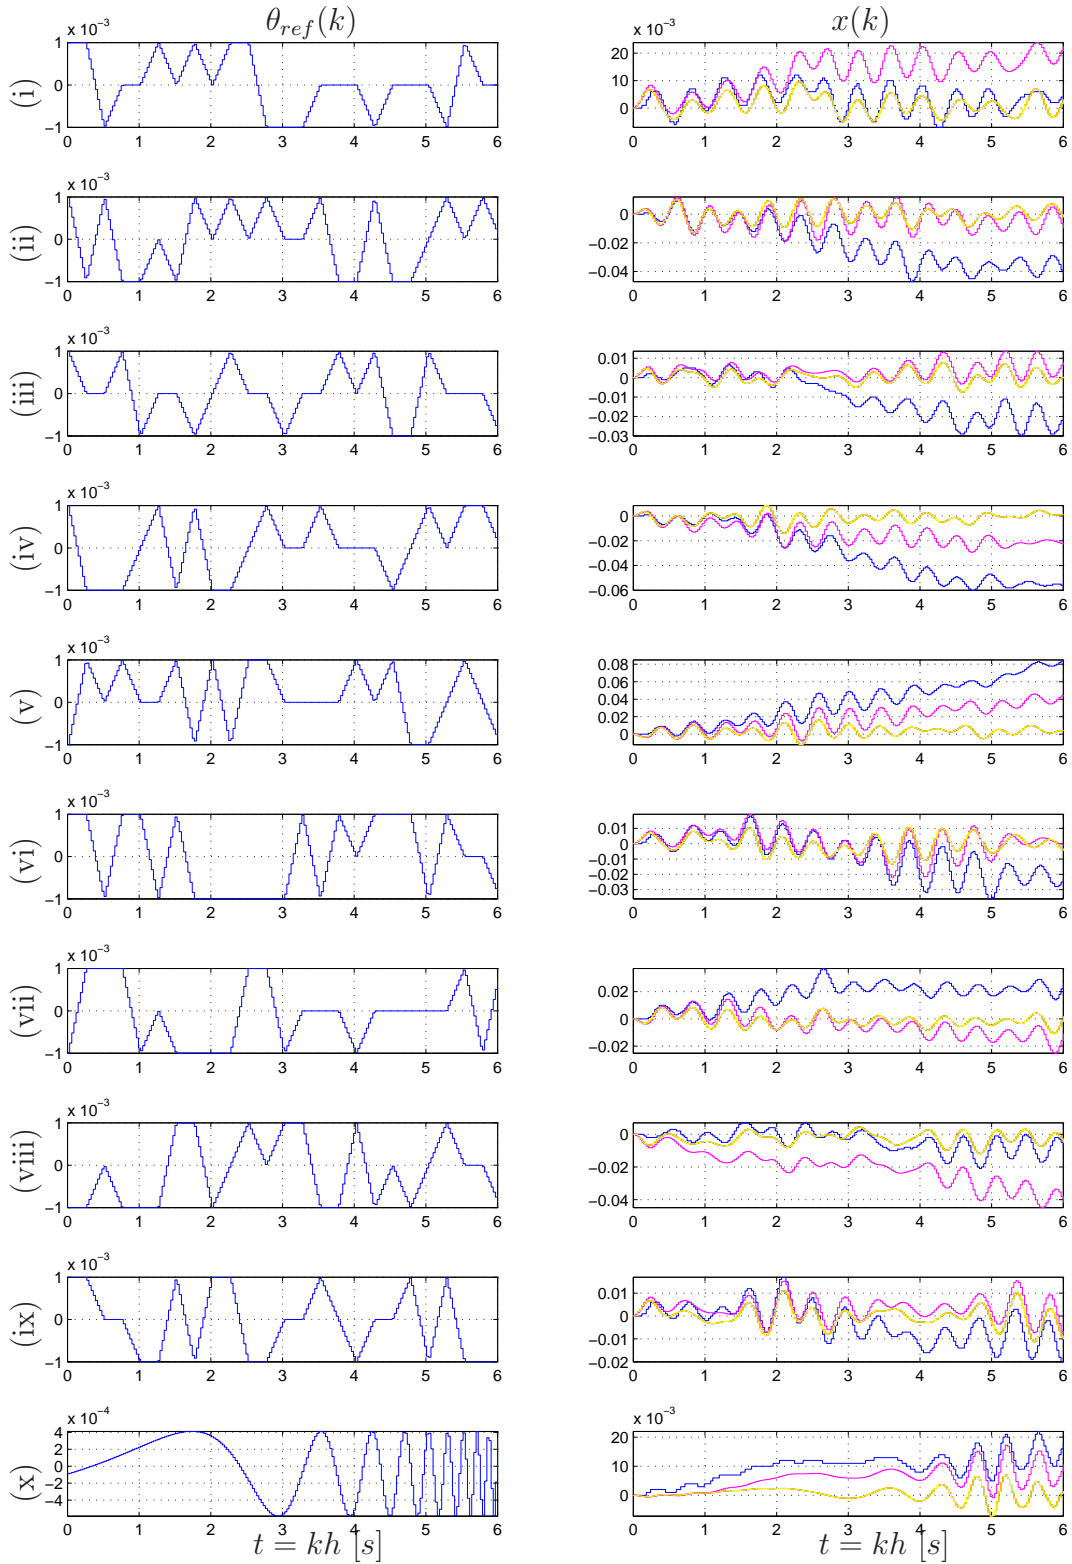 θref(k) x(k)
x 10−3 x 10−3
(i)
1 0 −1
0 1 2 3 4 5 6
20 10 0
0 1 2 3 4 5 6
x 10−3
(ii)
1 0 −1
0 1 2 3 4 5 6
0 −0.02 −0.04
0 1 2 3 4 5 6
x 10−3
(iii)
1 0 −1
0 1 2 3 4 5 6
0.01 0 −0.01 −0.02 −0.03
0 1 2 3 4 5 6
x 10−3
(iv)
1 0 −1
0 1 2 3 4 5 6
0 −0.02 −0.04 −0.06
0 1 2 3 4 5 6
x 10−3
(v)
1 0 −1
0 1 2 3 4 5 6
0.08 0.06 0.04 0.02 0
0 1 2 3 4 5 6
x 10−3
(vi)
1 0 −1
0 1 2 3 4 5 6
0.01 0 −0.01 −0.02 −0.03
0 1 2 3 4 5 6
x 10−3
(vii)
1 0 −1
0 1 2 3 4 5 6
0.02 0 −0.02
0 1 2 3 4 5 6
x 10−3
(viii)
1 0 −1
0 1 2 3 4 5 6
0 −0.02 −0.04
0 1 2 3 4 5 6
x 10−3
(ix)
1 0 −1
0 1 2 3 4 5 6
0.01 0 −0.01 −0.02
0 1 2 3 4 5 6
x 10−4 x 10−3
(x)
4 2 0 −2 −4
0 1 2 3 4 5 6
20 10 0
0 1 2 3 4 5 6
t = kh [s] t = kh [s]